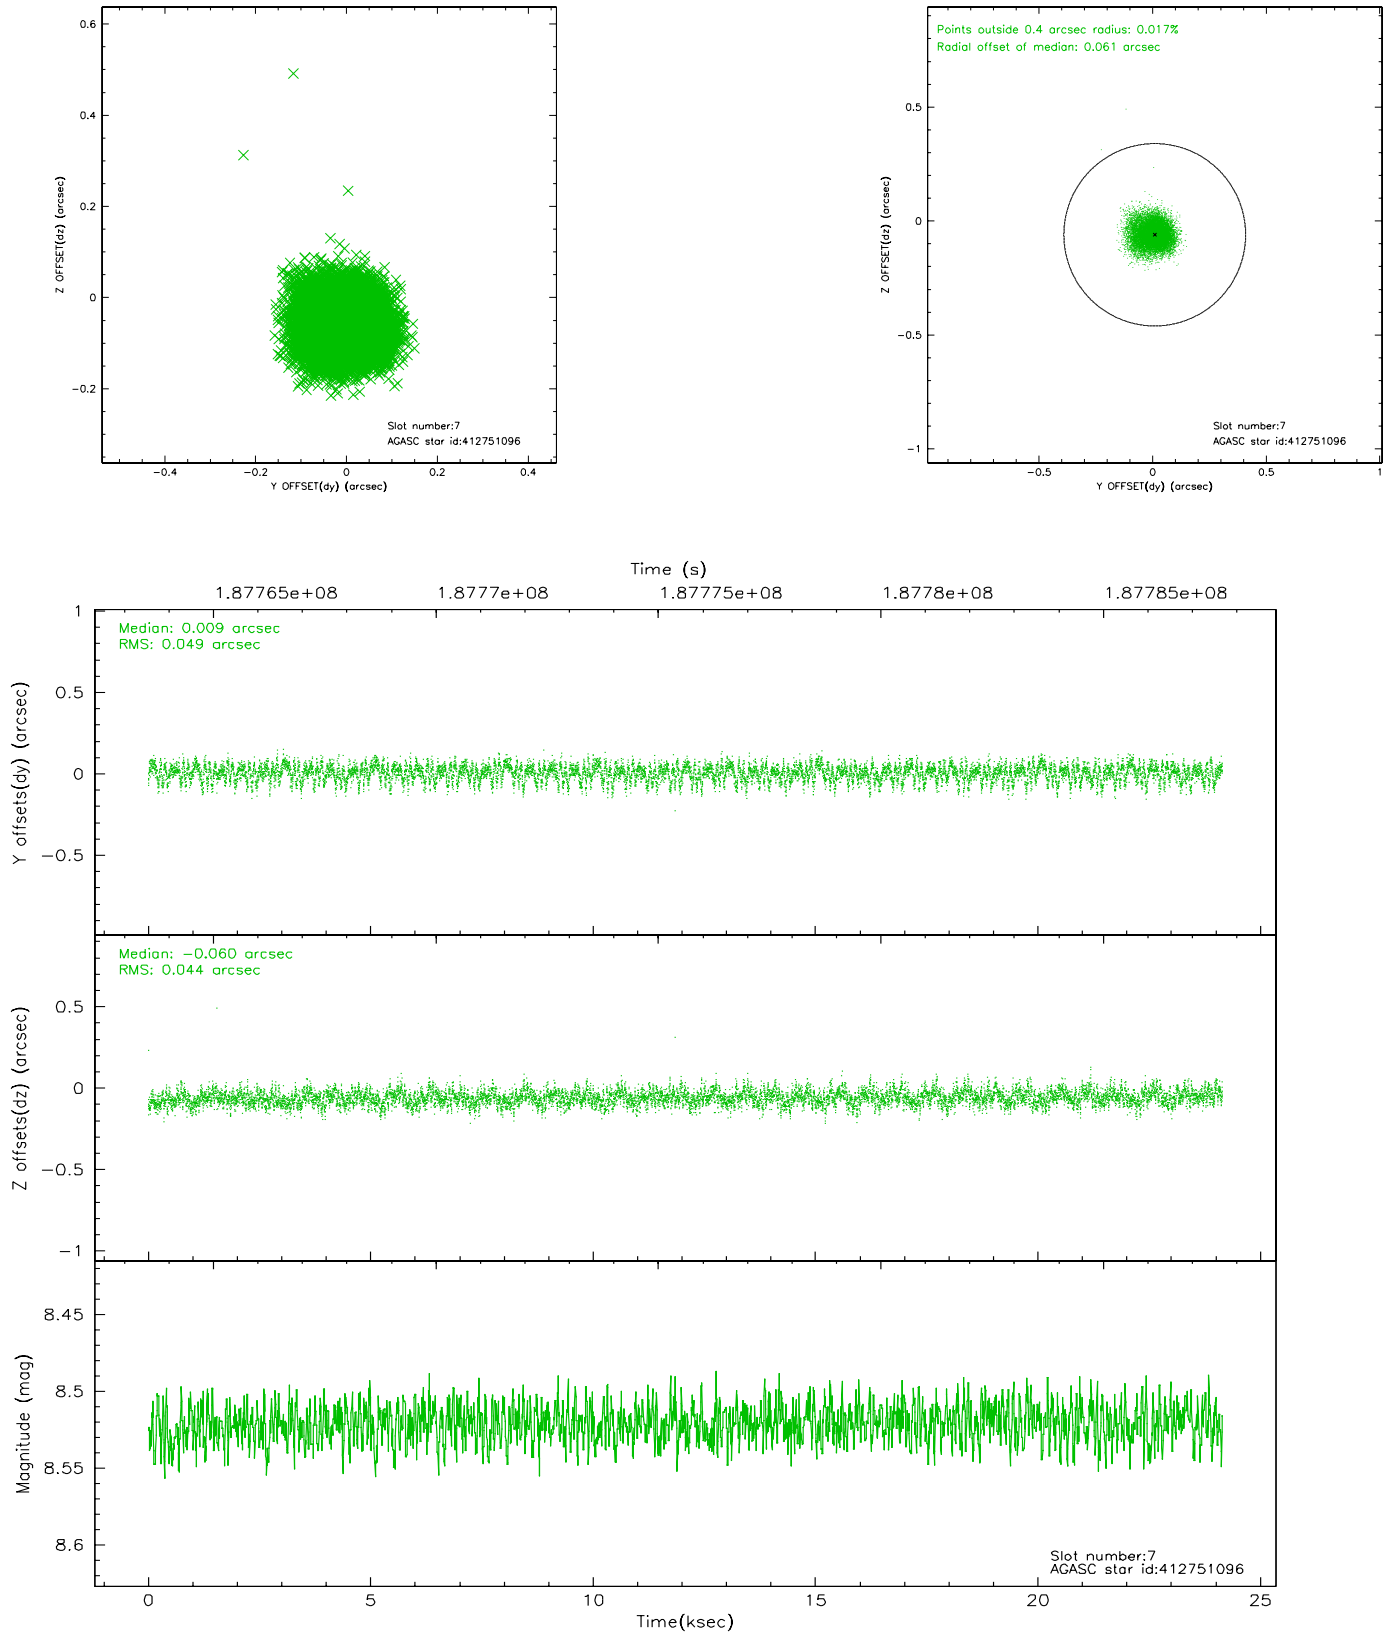 0.6
0.4
0.2
0
−0.2
Z OFFSET(dz) (arcsec)
Slot number:7
AGASC star id:412751096
−0.4
−0.2
0
0.2
0.4
Y OFFSET(dy) (arcsec)
Points outside 0.4 arcsec radius: 0.017%
Radial offset of median: 0.061 arcsec
0.5
0
−0.5
−1
Z OFFSET(dz) (arcsec)
Slot number:7
AGASC star id:412751096
−0.5
0
0.5
1
Y OFFSET(dy) (arcsec)
Time (s)
1.87765e+08
1.8777e+08
1.87775e+08
1.8778e+08
1.87785e+08
1
0.5
0
−0.5
Y offsets(dy) (arcsec)
Median: 0.009 arcsec
RMS: 0.049 arcsec
0.5
0
−0.5
−1
Z offsets(dz) (arcsec)
Median: −0.060 arcsec
RMS: 0.044 arcsec
8.45
8.5
8.55
8.6
Magnitude (mag)
Slot number:7
AGASC star id:412751096
0
5
10
15
20
25
Time(ksec)